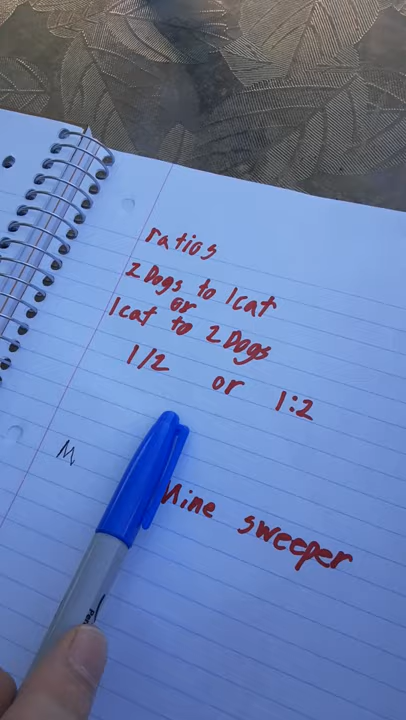 ratios
2 Dogs to 1 cat
or
1 cat to 2 Dogs
1/2 or 1:2
M
Mine sweeper